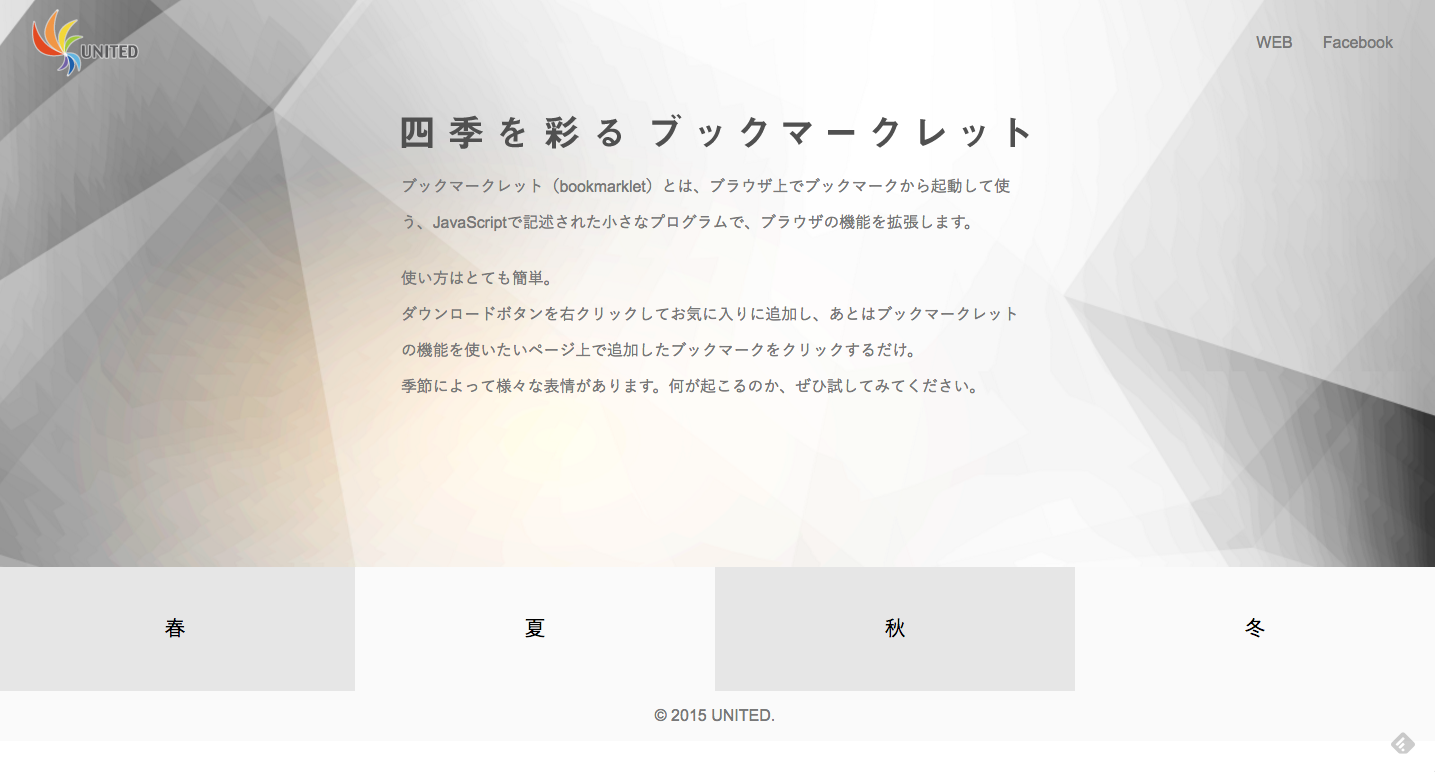 UNITED
WEB
Facebook
四季を彩るブックマークレット
ブックマークレット（bookmarklet）とは、ブラウザ上でブックマークから起動して使
う、JavaScriptで記述された小さなプログラムで、ブラウザの機能を拡張します。
使い方はとても簡単。
ダウンロードボタンを右クリックしてお気に入りに追加し、あとはブックマークレット
の機能を使いたいページ上で追加したブックマークをクリックするだけ。
季節によって様々な表情があります。何が起こるのか、ぜひ試してみてください。
春
夏
秋
冬
© 2015 UNITED.